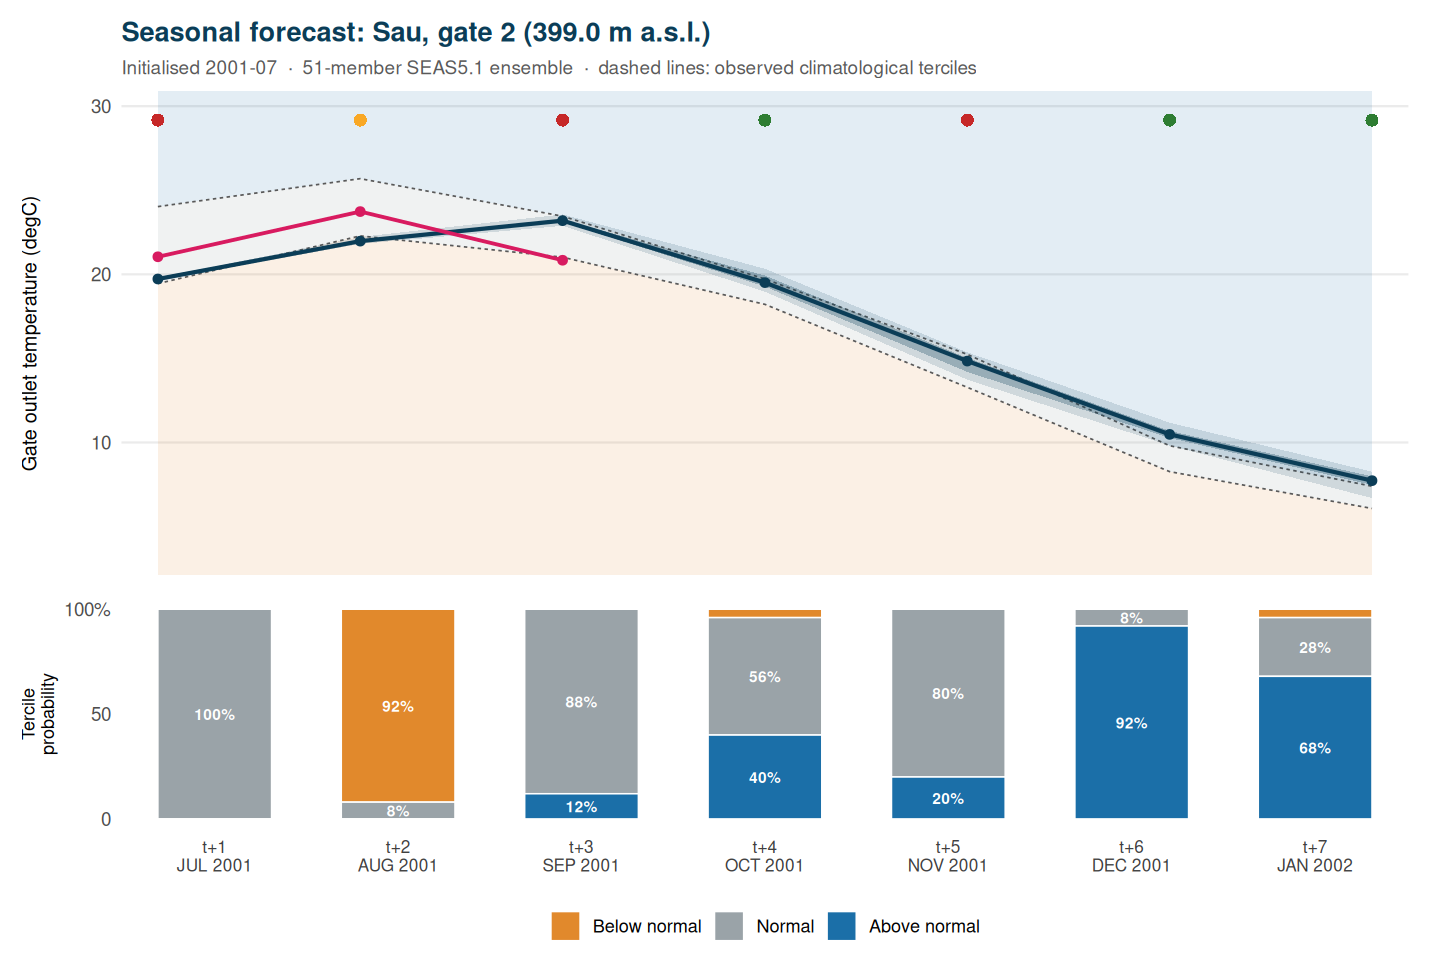 Seasonal forecast: Sau, gate 2 (399.0 m a.s.l.)
Initialised 2001-07 · 51-member SEAS5.1 ensemble · dashed lines: observed climatological terciles
30
20
10
Gate outlet temperature (degC)
100%
50
0
Tercile
probability
100%
92%
8%
88%
12%
56%
40%
80%
20%
8%
92%
28%
68%
t+1
JUL 2001
t+2
AUG 2001
t+3
SEP 2001
t+4
OCT 2001
t+5
NOV 2001
t+6
DEC 2001
t+7
JAN 2002
Below normal
Normal
Above normal